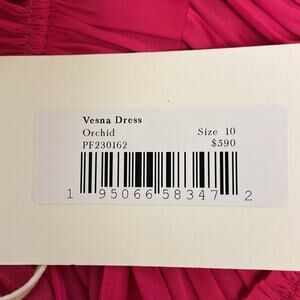 Vesna Dress
Orchid Size 10
PF230162 $590
1 95066 58347 2